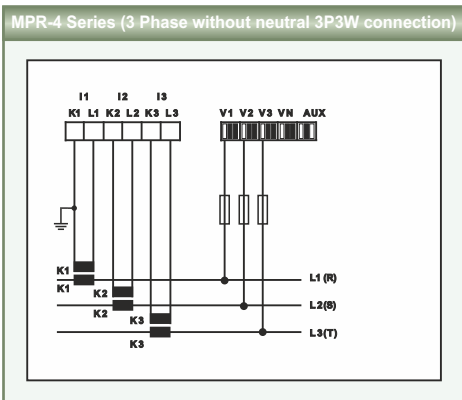 MPR-4 Series (3 Phase without neutral 3P3W connection)
I1 I2 I3
K1 L1 K2 L2 K3 L3 V1 V2 V3 VN AUX
K1
K1 L1(R)
K2
K2 L2(S)
K3
K3 L3(T)